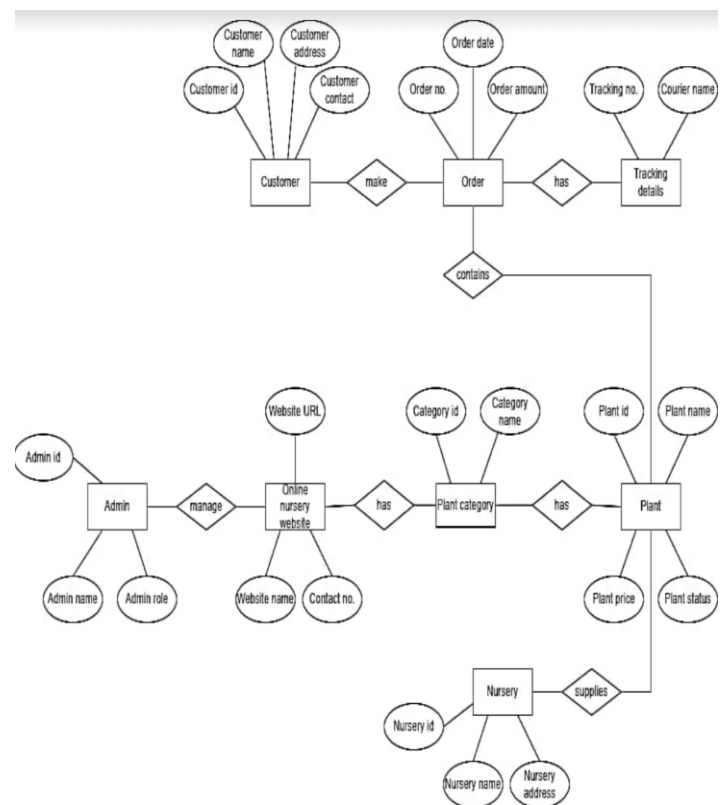 Customer
name
Customer
address
Order date
Customer id
Customer
contact
Order no.
Order amount
Tracking no.
Courier name
Customer
make
Order
has
Tracking
details
contains
Website URL
Category id
Category
name
Plant id
Plant name
Admin id
Admin
manage
Online
nursery
website
has
Plant category
has
Plant
Admin name
Admin role
Website name
Contact no.
Plant price
Plant status
Nursery
supplies
Nursery id
Nursery name
Nursery
address